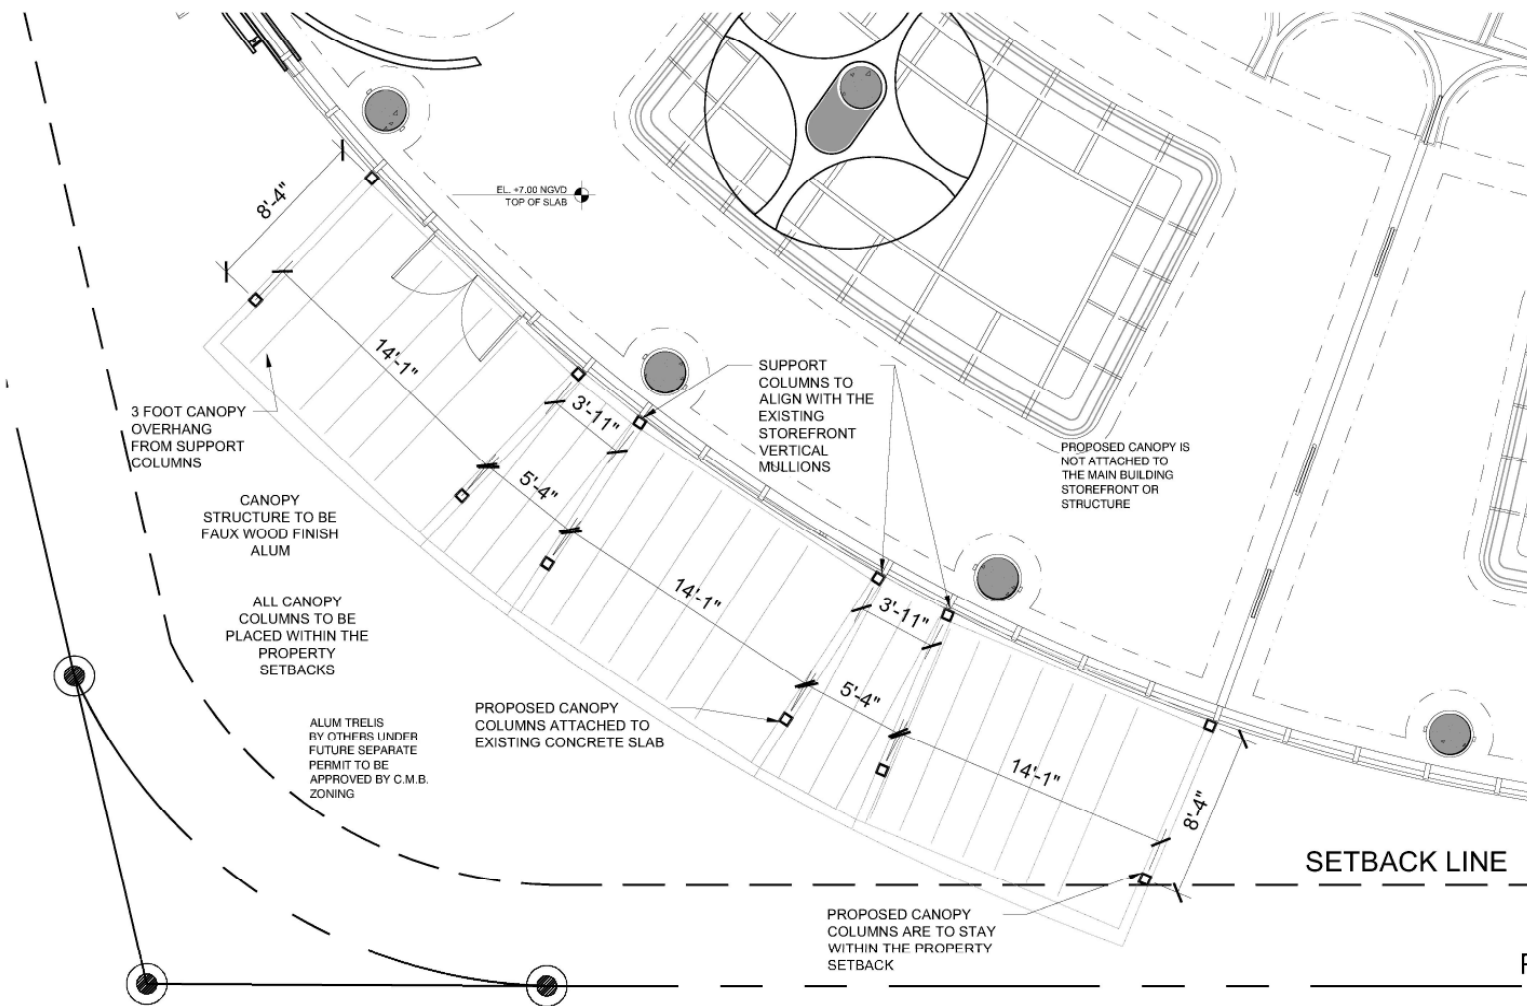 EL. +7.00 NGVD
TOP OF SLAB
8'-4"
14'-1"
3'-11"
SUPPORT
COLUMNS TO
ALIGN WITH THE
EXISTING
STOREFRONT
VERTICAL
MULLIONS
3 FOOT CANOPY
OVERHANG
FROM SUPPORT
COLUMNS
PROPOSED CANOPY IS
NOT ATTACHED TO
THE MAIN BUILDING
STOREFRONT OR
STRUCTURE
5'-4"
CANOPY
STRUCTURE TO BE
FAUX WOOD FINISH
ALUM
14'-1"
3'-11"
ALL CANOPY
COLUMNS TO BE
PLACED WITHIN THE
PROPERTY
SETBACKS
5'-4"
PROPOSED CANOPY
COLUMNS ATTACHED TO
EXISTING CONCRETE SLAB
ALUM TRELIS
BY OTHERS UNDER
FUTURE SEPARATE
PERMIT TO BE
APPROVED BY C.M.B.
ZONING
14'-1"
8'-4"
SETBACK LINE
PROPOSED CANOPY
COLUMNS ARE TO STAY
WITHIN THE PROPERTY
SETBACK